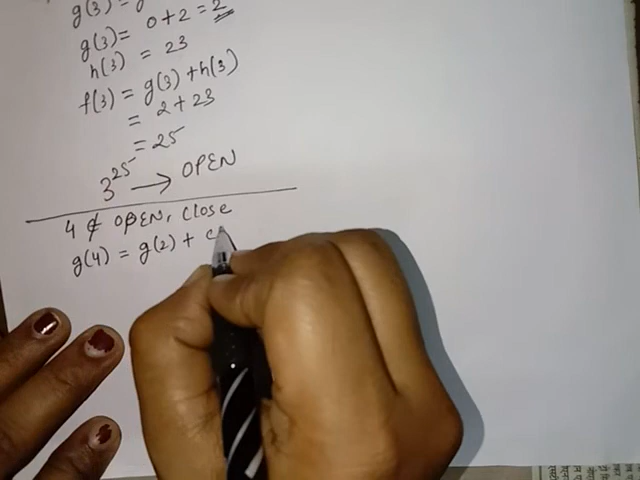 g(3) = g
g(3) = 0+2 = 2
h(3) = 23
f(3) = g(3) + h(3)
= 2+23
= 25
3^25 → OPEN
4 ∉ OPEN, close
g(4) = g(2) + c